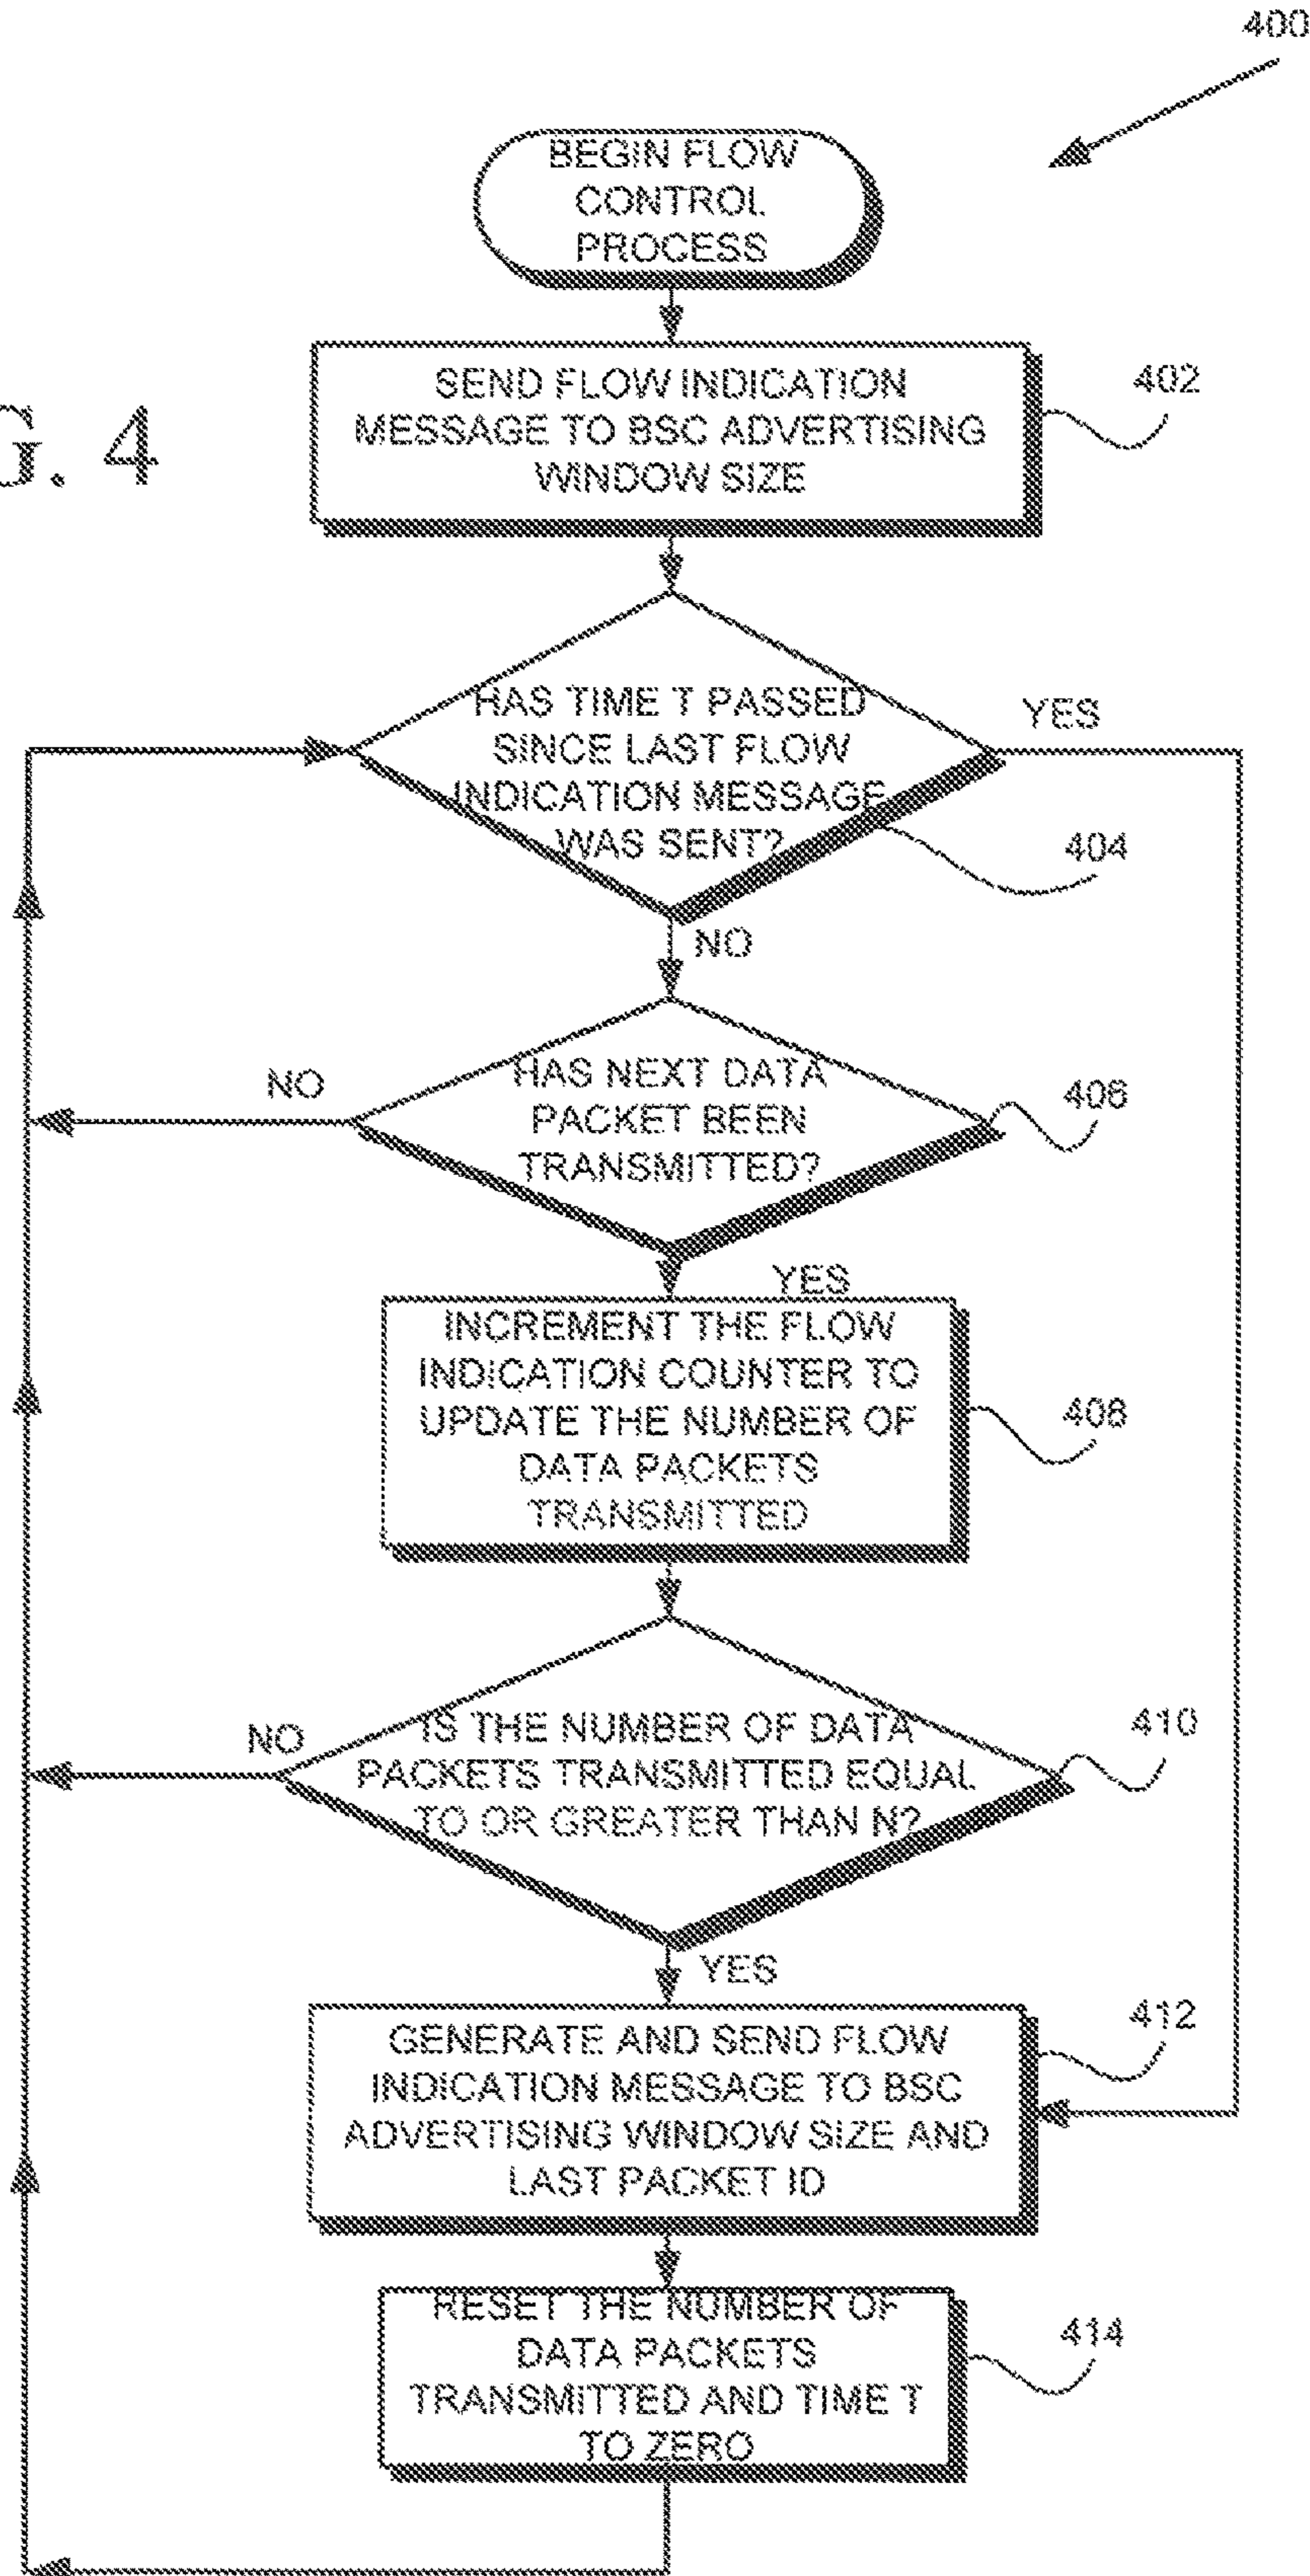 400
BEGIN FLOW
CONTROL
PROCESS
G. 4
SEND FLOW INDICATION
MESSAGE TO BSC ADVERTISING
WINDOW SIZE
402
HAS TIME T PASSED
SINCE LAST FLOW
INDICATION MESSAGE
WAS SENT?
YES
404
NO
HAS NEXT DATA
PACKET BEEN
TRANSMITTED?
NO
406
YES
INCREMENT THE FLOW
INDICATION COUNTER TO
UPDATE THE NUMBER OF
DATA PACKETS
TRANSMITTED
408
IS THE NUMBER OF DATA
PACKETS TRANSMITTED EQUAL
TO OR GREATER THAN N?
NO
410
YES
GENERATE AND SEND FLOW
INDICATION MESSAGE TO BSC
ADVERTISING WINDOW SIZE AND
LAST PACKET ID
412
RESET THE NUMBER OF
DATA PACKETS
TRANSMITTED AND TIME T
TO ZERO
414